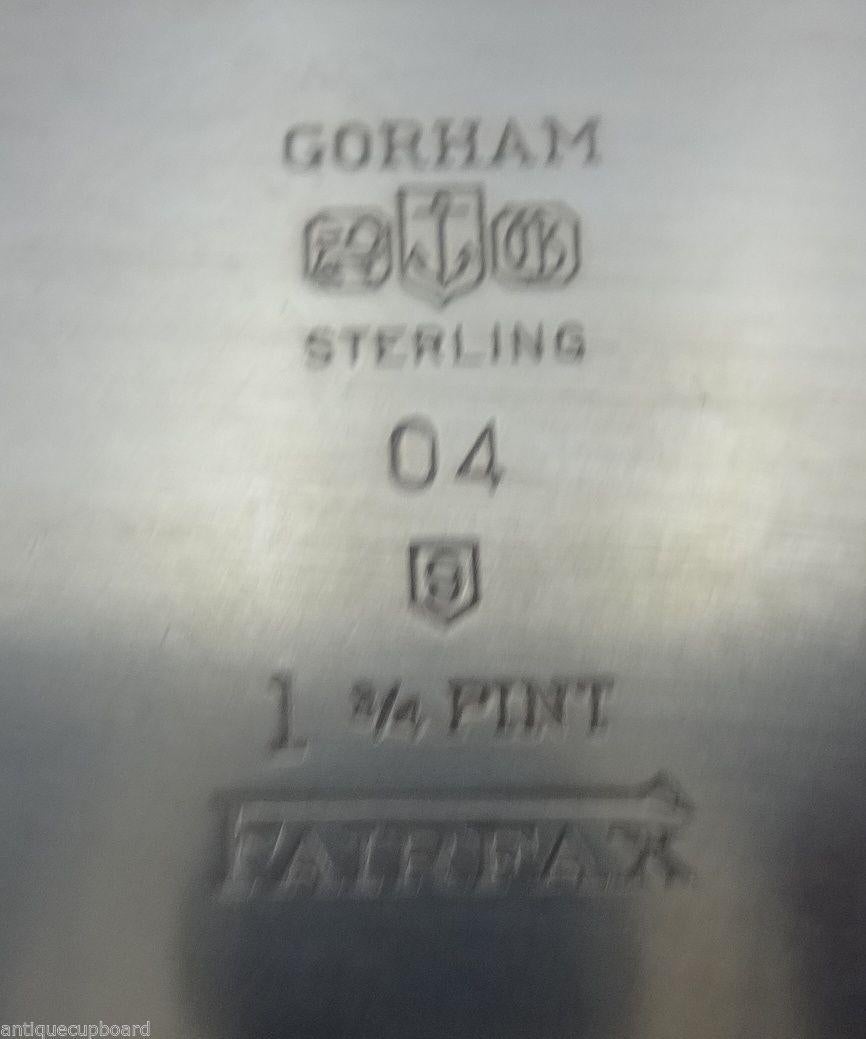 GORHAM
STERLING
04
1 3/4 PINT
FAIRFAX
antiquecupboard